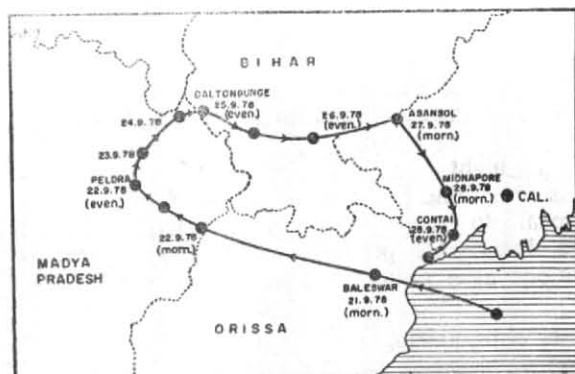 BIHAR
DALTONGUNGE
25.9.78
(even.)
24.9.78
26.9.78
(even.)
ASANSOL
27.9.78
(morn.)
23.9.78
PELDRA
22.9.78
(even.)
MIDNAPORE
28.9.78
(morn.)
CAL.
CONTAI
28.9.78
(even)
22.9.78
(morn.)
MADYA
PRADESH
BALESWAR
21.9.78
(morn.)
ORISSA